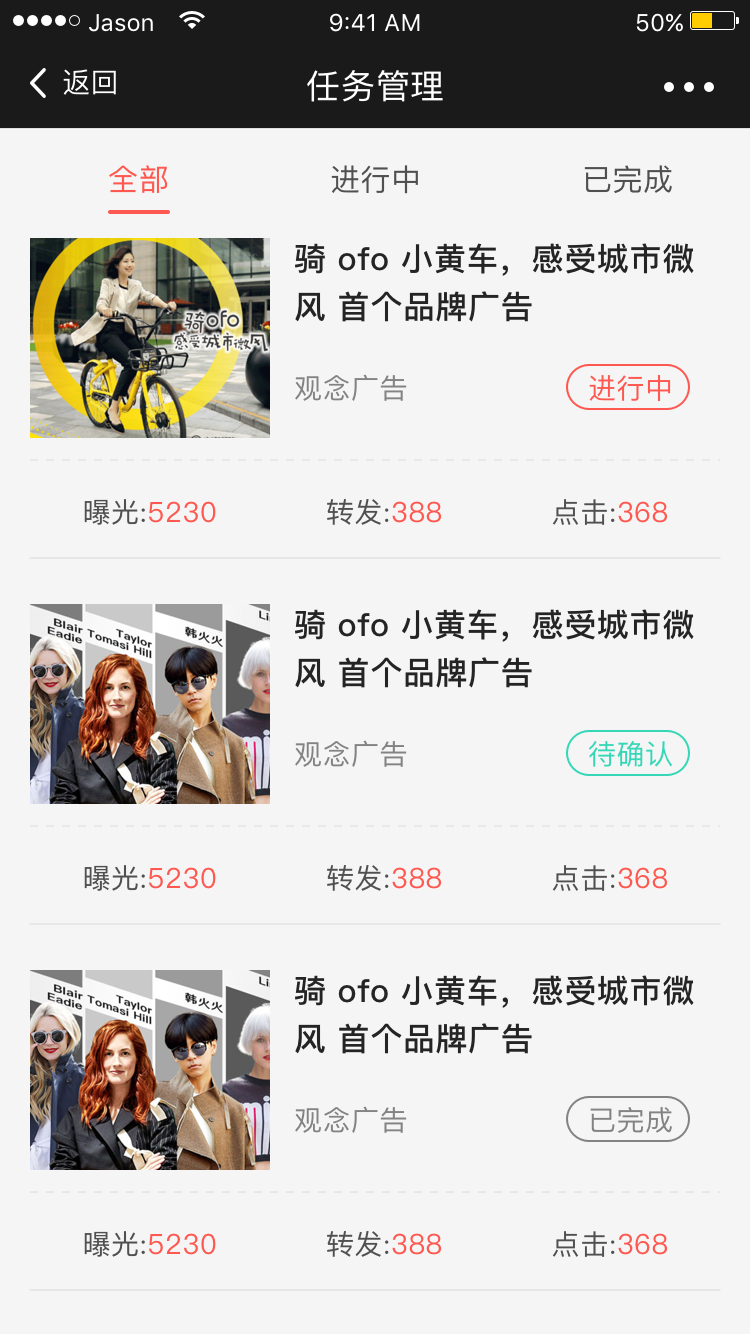 Jason 9:41 AM 50%
返回 任务管理
全部 进行中 已完成
骑ofo
感受城市微风
骑 ofo 小黄车，感受城市微
风 首个品牌广告
观念广告 进行中
曝光:5230 转发:388 点击:368
Blair
Eadie
Taylor
Tomasi Hill
韩火火
Li
骑 ofo 小黄车，感受城市微
风 首个品牌广告
观念广告 待确认
曝光:5230 转发:388 点击:368
Blair
Eadie
Taylor
Tomasi Hill
韩火火
Li
骑 ofo 小黄车，感受城市微
风 首个品牌广告
观念广告 已完成
曝光:5230 转发:388 点击:368